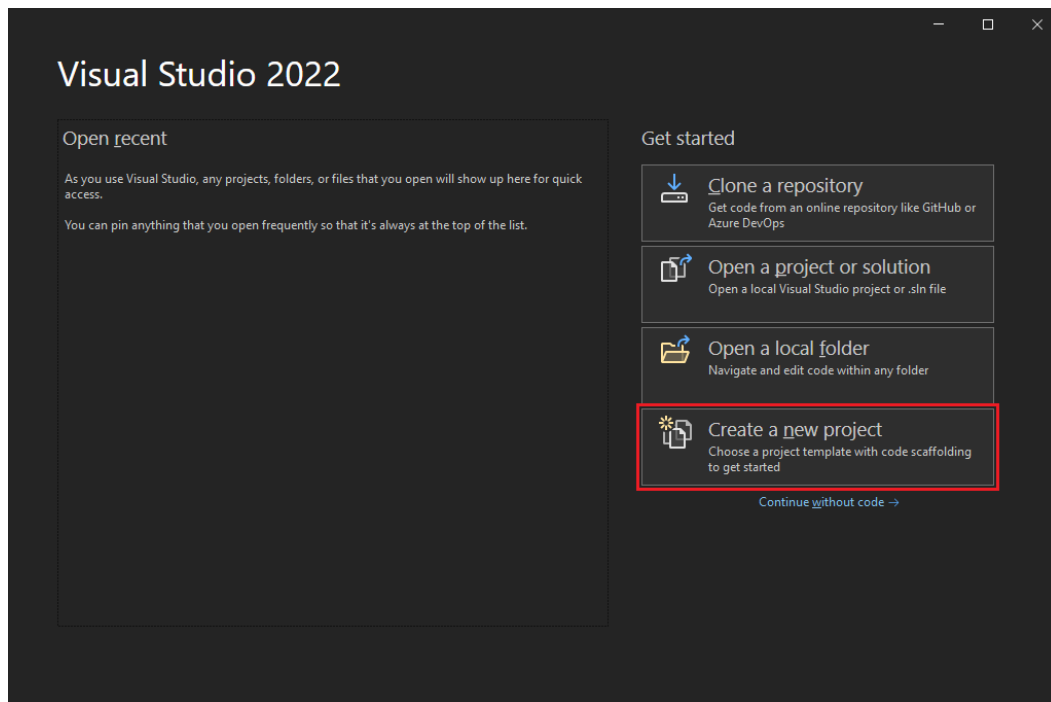 Visual Studio 2022
Open recent
As you use Visual Studio, any projects, folders, or files that you open will show up here for quick
access.
You can pin anything that you open frequently so that it's always at the top of the list.
Get started
Clone a repository
Get code from an online repository like GitHub or
Azure DevOps
Open a project or solution
Open a local Visual Studio project or .sln file
Open a local folder
Navigate and edit code within any folder
Create a new project
Choose a project template with code scaffolding
to get started
Continue without code →